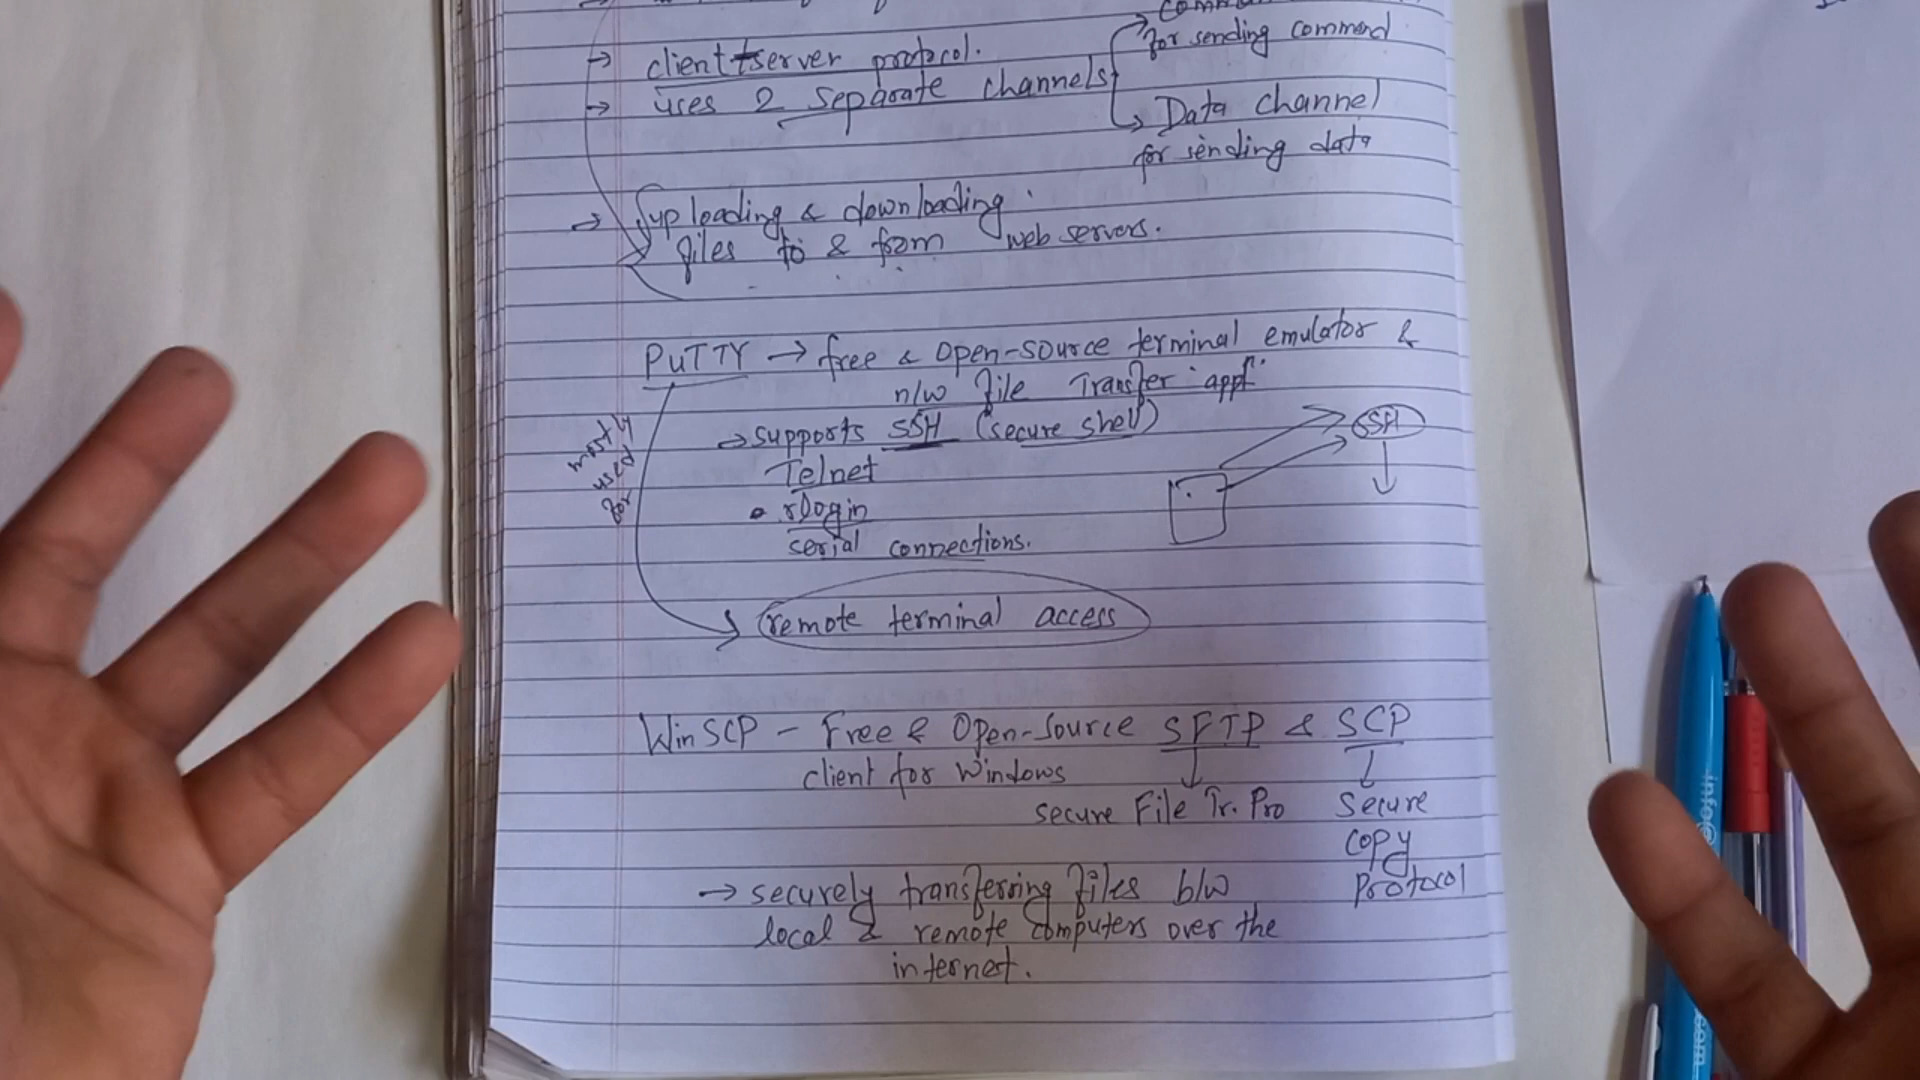 → client-server protocol.
→ uses 2 separate channels
for sending command
→ Data channel
for sending data
→ uploading & downloading
files to & from web servers.
PuTTY → free & open-source terminal emulator &
n/w file Transfer appl.
mostly
used
for
→ supports SSH (secure shell)
SSH
Telnet
• rlogin
serial connections.
remote terminal access
WinSCP - Free & Open-source SFTP & SCP
client for Windows
secure File Tr. Pro
Secure
copy
protocol
→ securely transferring files b/w
local & remote computers over the
internet.
info@
.com